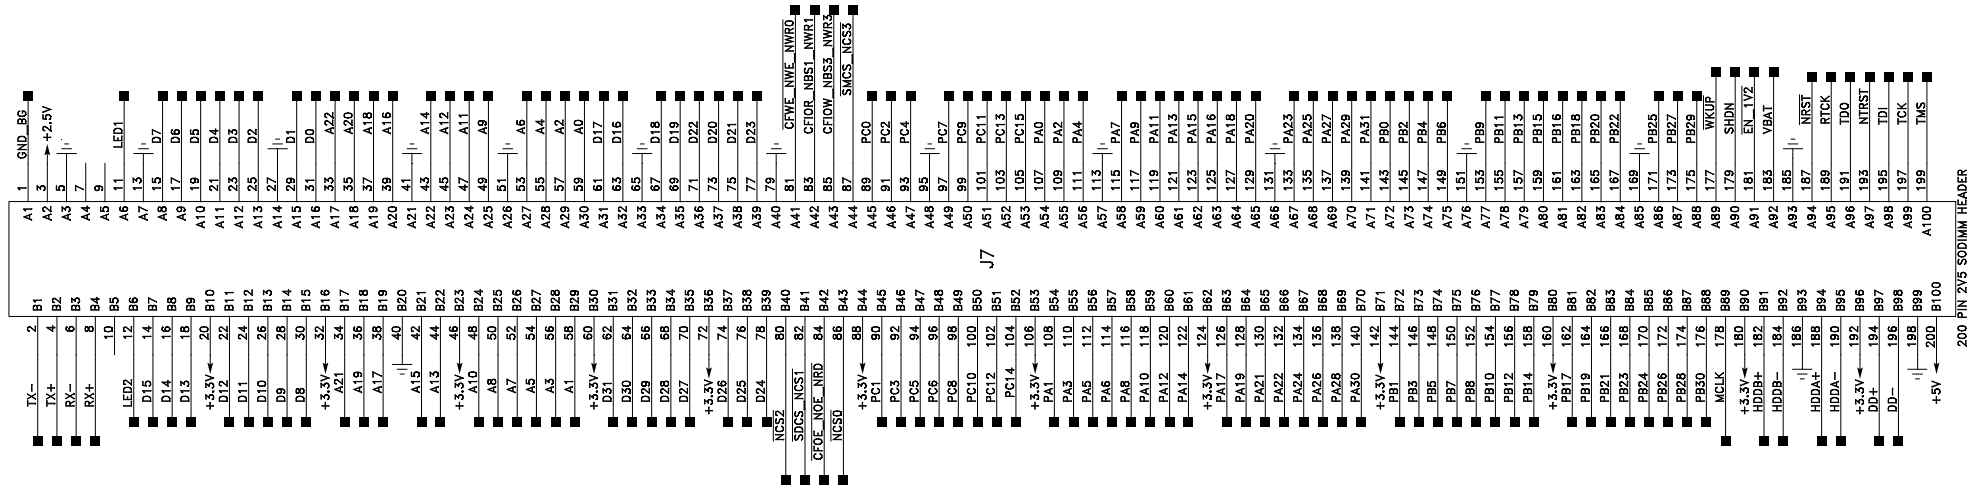 GND_BG +2.5V LED1 D7 D6 D5 D4 D3 D2 D1 D0 A22 A20 A18 A16 A14 A12 A11 A9 A6 A4 A2 A0 D17 D16 D18 D19 D22 D20 D21 D23 CFWE_NWE_NWR0 CFIOR_NBS1_NWR1 CFIOW_NBS3_NWR3 SMCS_NCS3 PC0 PC2 PC4 PC7 PC9 PC11 PC13 PC15 PA0 PA2 PA4 PA7 PA9 PA11 PA13 PA15 PA16 PA18 PA20 PA23 PA25 PA27 PA29 PA31 PB0 PB2 PB4 PB6 PB9 PB11 PB13 PB15 PB16 PB18 PB20 PB22 PB25 PB27 PB29 WKUP SHDN EN_1V2 VBAT NRST RTCK TDO NTRST TDI TCK TMS
1 3 5 7 9 11 13 15 17 19 21 23 25 27 29 31 33 35 37 39 41 43 45 47 49 51 53 55 57 59 61 63 65 67 69 71 73 75 77 79 81 83 85 87 89 91 93 95 97 99 101 103 105 107 109 111 113 115 117 119 121 123 125 127 129 131 133 135 137 139 141 143 145 147 149 151 153 155 157 159 161 163 165 167 169 171 173 175 177 179 181 183 185 187 189 191 193 195 197 199
A1 A2 A3 A4 A5 A6 A7 A8 A9 A10 A11 A12 A13 A14 A15 A16 A17 A18 A19 A20 A21 A22 A23 A24 A25 A26 A27 A28 A29 A30 A31 A32 A33 A34 A35 A36 A37 A38 A39 A40 A41 A42 A43 A44 A45 A46 A47 A48 A49 A50 A51 A52 A53 A54 A55 A56 A57 A58 A59 A60 A61 A62 A63 A64 A65 A66 A67 A68 A69 A70 A71 A72 A73 A74 A75 A76 A77 A78 A79 A80 A81 A82 A83 A84 A85 A86 A87 A88 A89 A90 A91 A92 A93 A94 A95 A96 A97 A98 A99 A100
J7
B1 B2 B3 B4 B5 B6 B7 B8 B9 B10 B11 B12 B13 B14 B15 B16 B17 B18 B19 B20 B21 B22 B23 B24 B25 B26 B27 B28 B29 B30 B31 B32 B33 B34 B35 B36 B37 B38 B39 B40 B41 B42 B43 B44 B45 B46 B47 B48 B49 B50 B51 B52 B53 B54 B55 B56 B57 B58 B59 B60 B61 B62 B63 B64 B65 B66 B67 B68 B69 B70 B71 B72 B73 B74 B75 B76 B77 B78 B79 B80 B81 B82 B83 B84 B85 B86 B87 B88 B89 B90 B91 B92 B93 B94 B95 B96 B97 B98 B99 B100
2 4 6 8 10 12 14 16 18 20 22 24 26 28 30 32 34 36 38 40 42 44 46 48 50 52 54 56 58 60 62 64 66 68 70 72 74 76 78 80 82 84 86 88 90 92 94 96 98 100 102 104 106 108 110 112 114 116 118 120 122 124 126 128 130 132 134 136 138 140 142 144 146 148 150 152 154 156 158 160 162 164 166 168 170 172 174 176 178 180 182 184 186 188 190 192 194 196 198 200
TX- TX+ RX- RX+ LED2 D15 D14 D13 +3.3V D12 D11 D10 D9 D8 +3.3V A21 A19 A17 A15 A13 +3.3V A10 A8 A7 A5 A3 A1 +3.3V D31 D30 D29 D28 D27 +3.3V D26 D25 D24 NCS2 SDCS_NCS1 CFOE_NOE_NRD NCS0 +3.3V PC1 PC3 PC5 PC6 PC8 PC10 PC12 PC14 +3.3V PA1 PA3 PA5 PA6 PA8 PA10 PA12 PA14 +3.3V PA17 PA19 PA21 PA22 PA24 PA26 PA28 PA30 +3.3V PB1 PB3 PB5 PB7 PB8 PB10 PB12 PB14 +3.3V PB17 PB19 PB21 PB23 PB24 PB26 PB28 PB30 MCLK +3.3V HDDB+ HDDB- HDDA+ HDDA- +3.3V DD+ DD- +5V
200 PIN 2V5 SODIMM HEADER